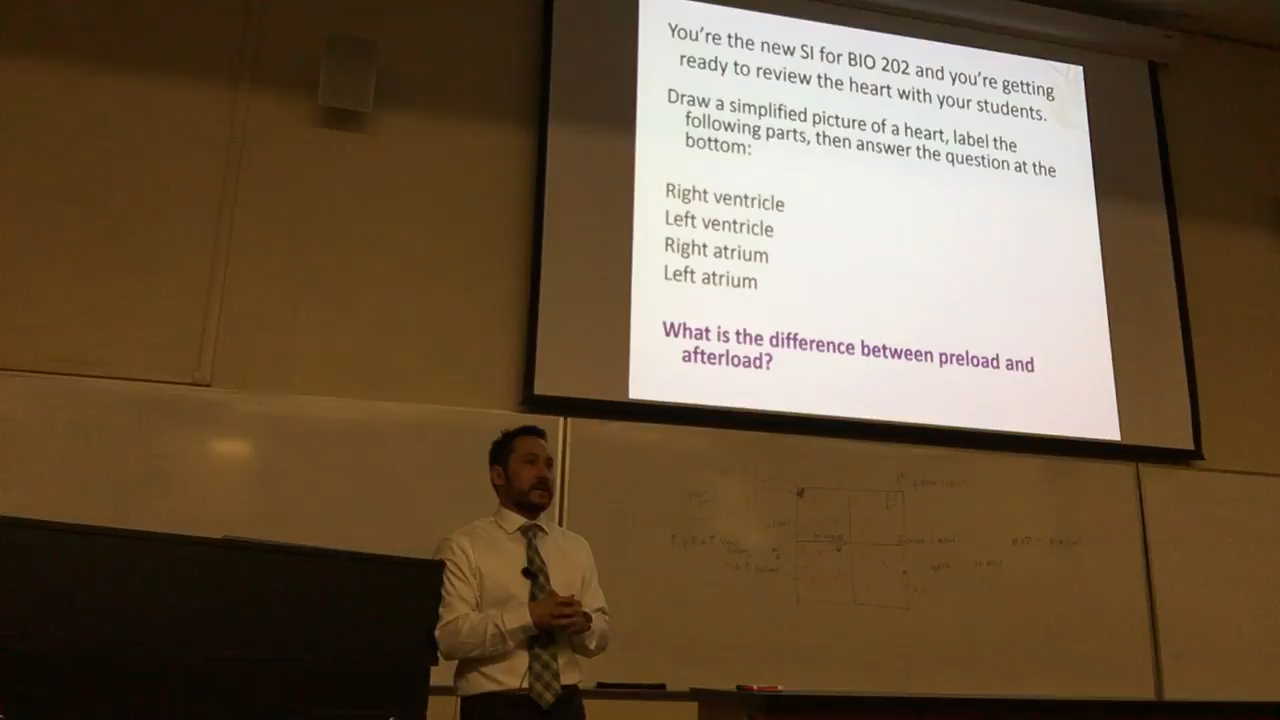 You're the new SI for BIO 202 and you're getting
ready to review the heart with your students.
Draw a simplified picture of a heart, label the
following parts, then answer the question at the
bottom:
Right ventricle
Left ventricle
Right atrium
Left atrium
What is the difference between preload and
afterload?